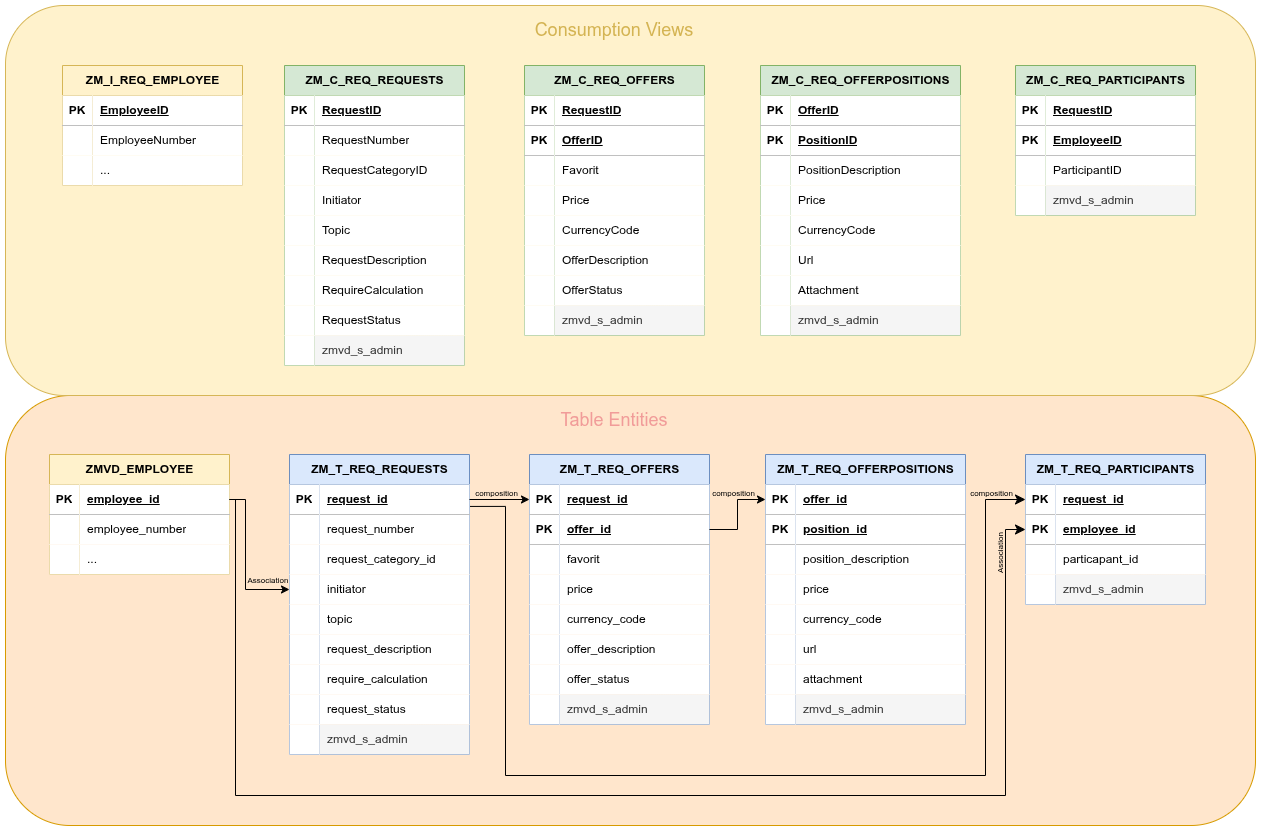 Consumption Views
ZM_I_REQ_EMPLOYEE
PK EmployeeID
EmployeeNumber
...
ZM_C_REQ_REQUESTS
PK RequestID
RequestNumber
RequestCategoryID
Initiator
Topic
RequestDescription
RequireCalculation
RequestStatus
zmvd_s_admin
ZM_C_REQ_OFFERS
PK RequestID
PK OfferID
Favorit
Price
CurrencyCode
OfferDescription
OfferStatus
zmvd_s_admin
ZM_C_REQ_OFFERPOSITIONS
PK OfferID
PK PositionID
PositionDescription
Price
CurrencyCode
Url
Attachment
zmvd_s_admin
ZM_C_REQ_PARTICIPANTS
PK RequestID
PK EmployeeID
ParticipantID
zmvd_s_admin
Table Entities
ZMVD_EMPLOYEE
PK employee_id
employee_number
...
Association
ZM_T_REQ_REQUESTS
PK request_id
request_number
request_category_id
initiator
topic
request_description
require_calculation
request_status
zmvd_s_admin
composition
ZM_T_REQ_OFFERS
PK request_id
PK offer_id
favorit
price
currency_code
offer_description
offer_status
zmvd_s_admin
composition
ZM_T_REQ_OFFERPOSITIONS
PK offer_id
PK position_id
position_description
price
currency_code
url
attachment
zmvd_s_admin
composition
Association
ZM_T_REQ_PARTICIPANTS
PK request_id
PK employee_id
particapant_id
zmvd_s_admin